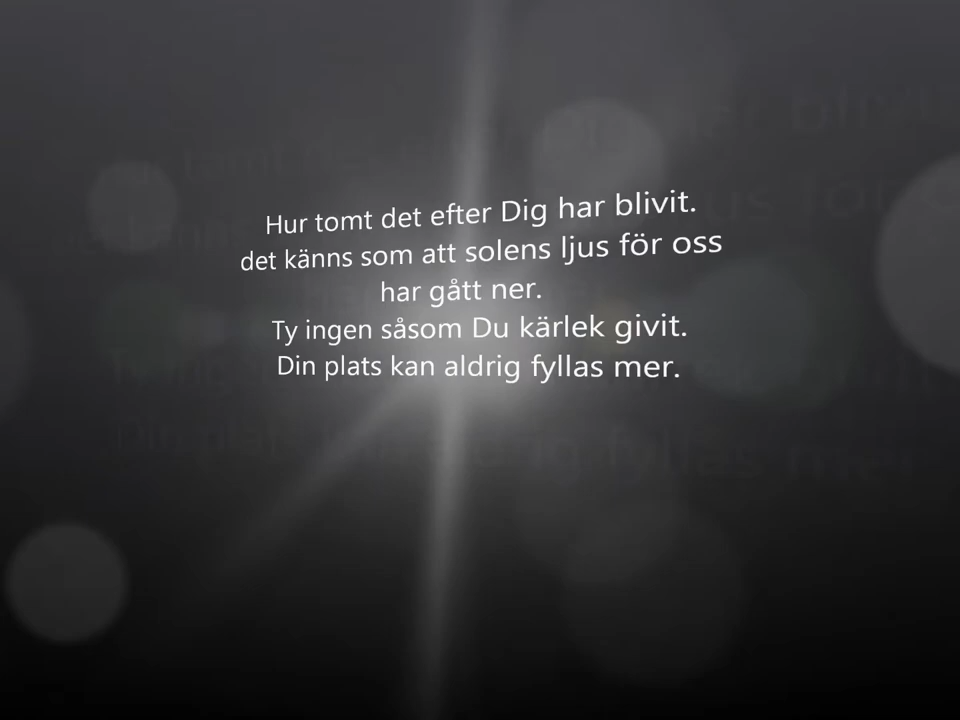 Hur tomt det efter Dig har blivit.
det känns som att solens ljus för oss
har gått ner.
Ty ingen såsom Du kärlek givit.
Din plats kan aldrig fyllas mer.